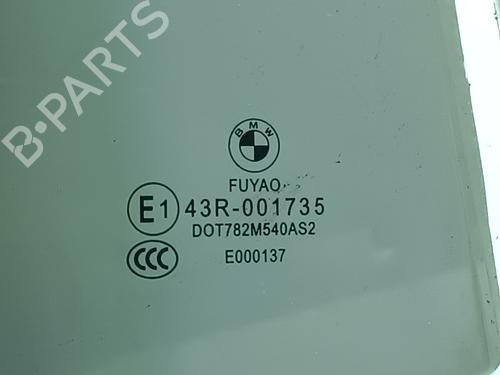 B-PARTS
BMW
FUYAO
E1 43R-001735
DOT782M540AS2
CCC E000137